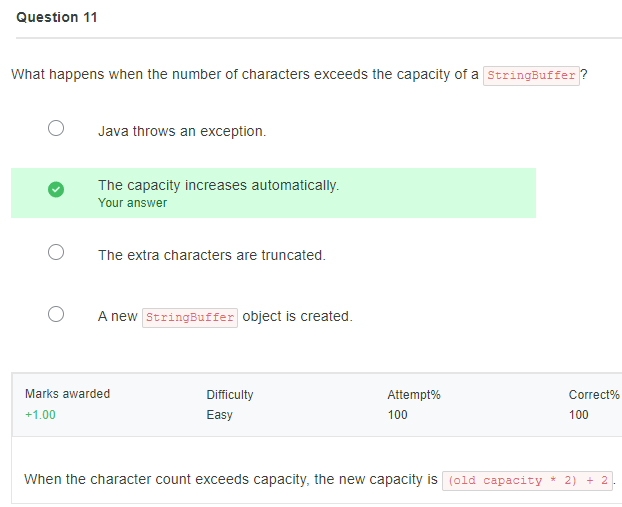 Question 11
What happens when the number of characters exceeds the capacity of a StringBuffer?
Java throws an exception.
The capacity increases automatically.
Your answer
The extra characters are truncated.
A new StringBuffer object is created.
Marks awarded Difficulty Attempt% Correct%
+1.00 Easy 100 100
When the character count exceeds capacity, the new capacity is (old capacity * 2) + 2.